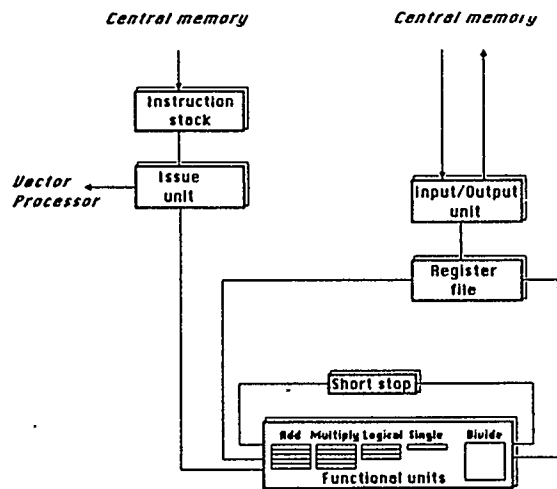 Central memory
Central memory
Instruction
stack
Issue
unit
Vector
Processor
Input/Output
unit
Register
file
Short stop
Add Multiply Logical Single Divide
Functional units